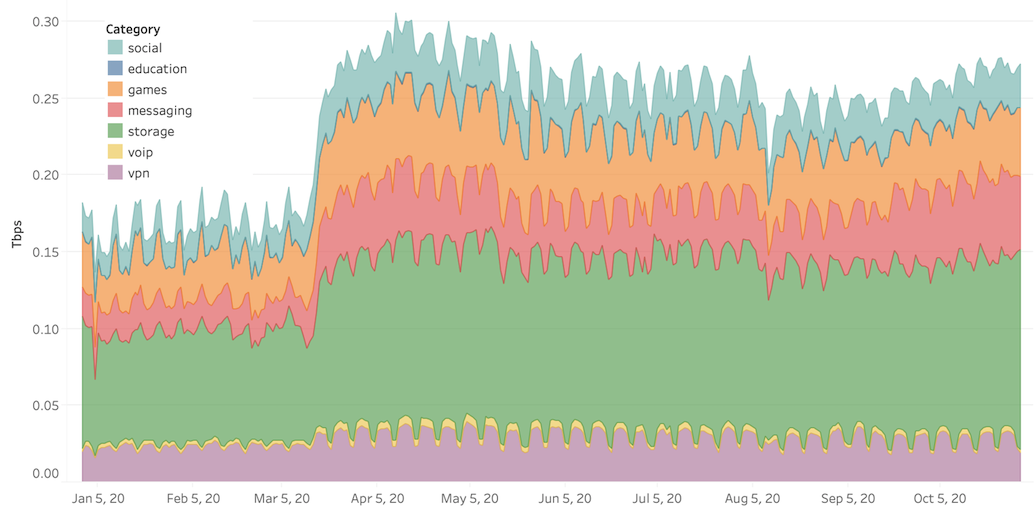 Category
social
education
games
messaging
storage
voip
vpn
Tbps
0.30
0.25
0.20
0.15
0.10
0.05
0.00
Jan 5, 20 Feb 5, 20 Mar 5, 20 Apr 5, 20 May 5, 20 Jun 5, 20 Jul 5, 20 Aug 5, 20 Sep 5, 20 Oct 5, 20